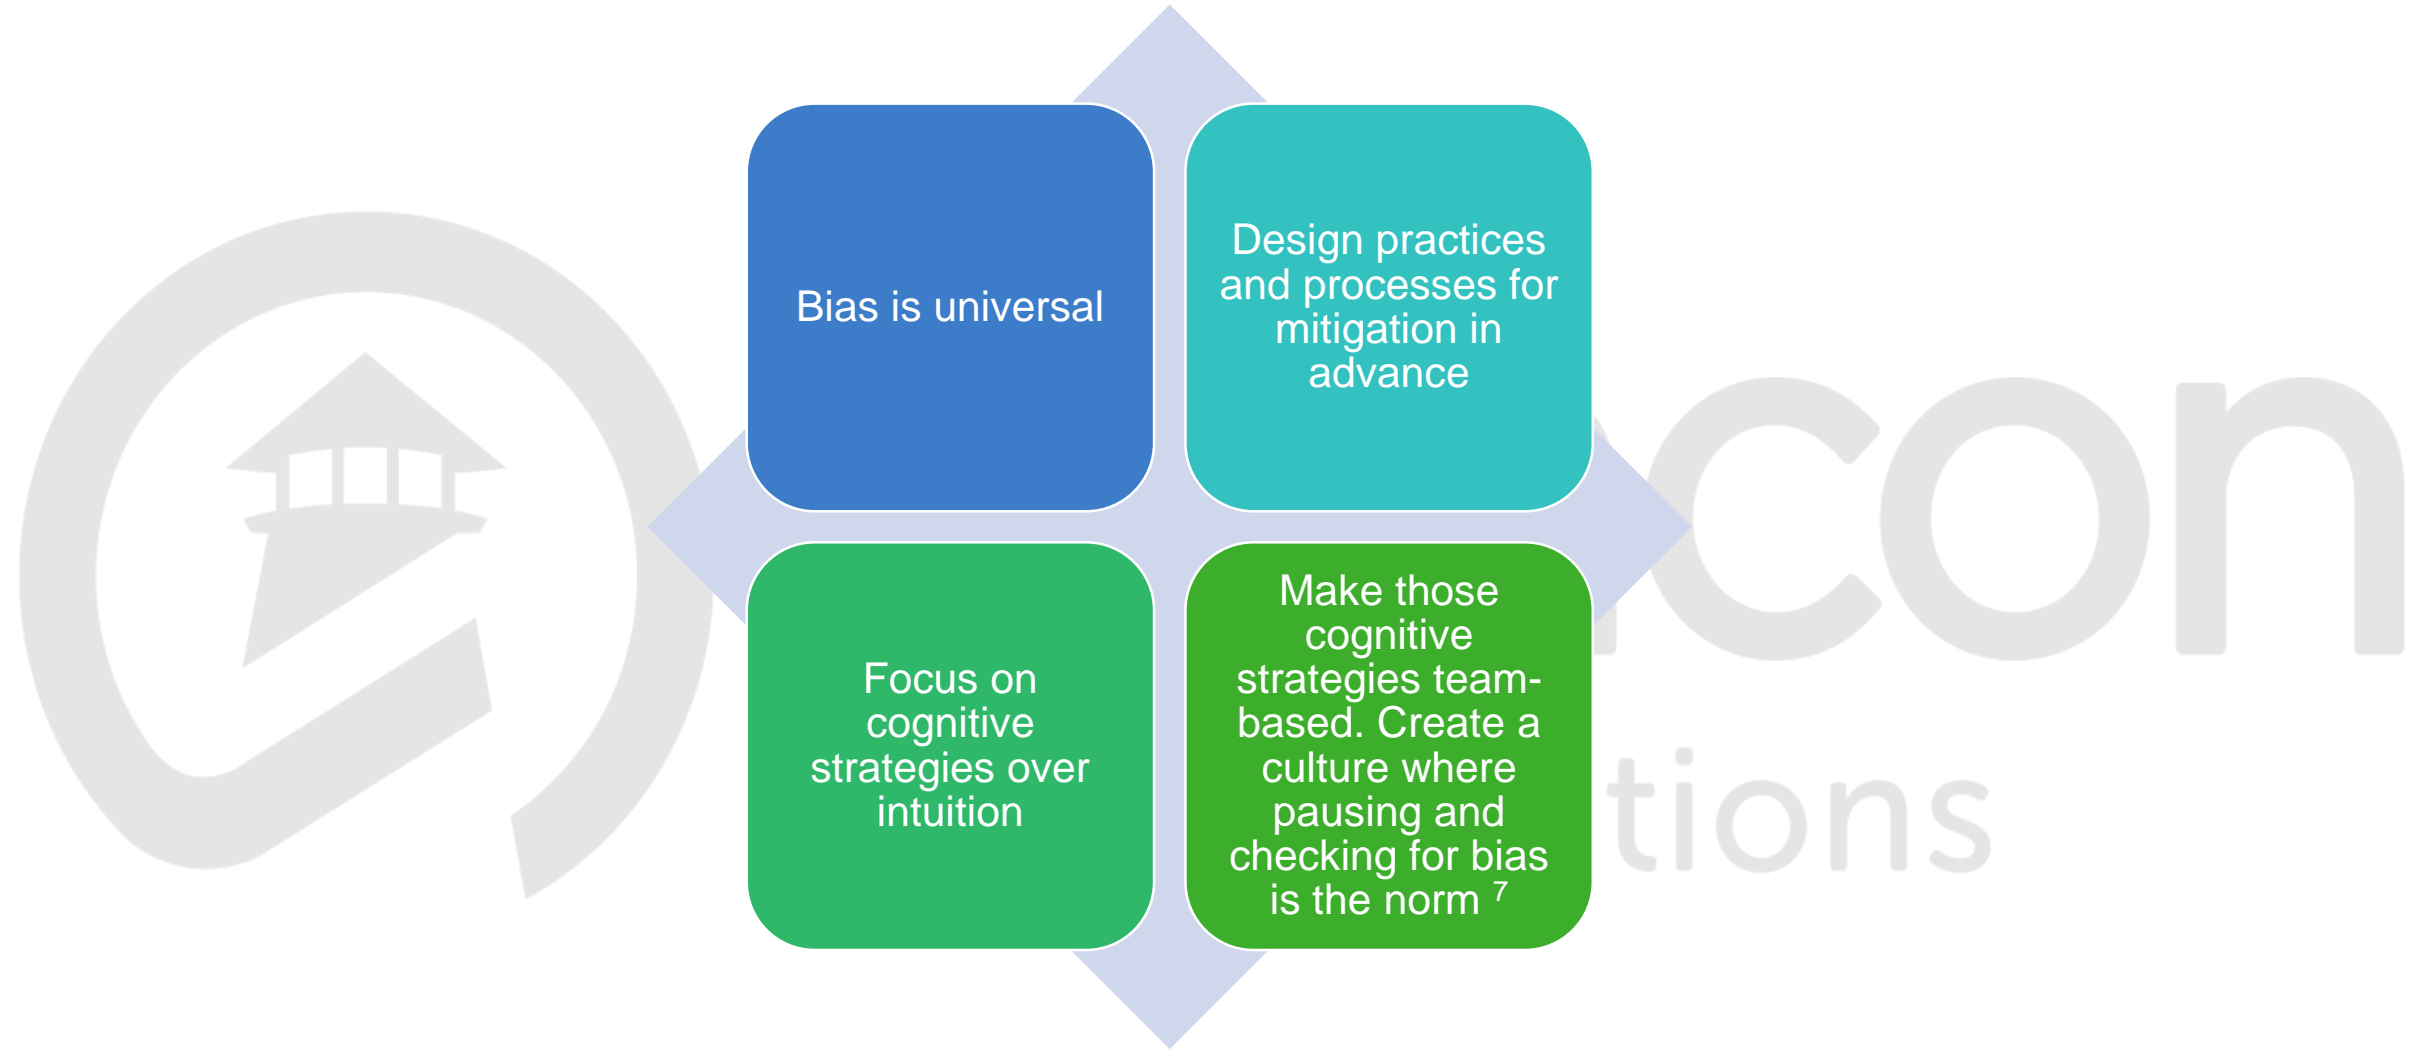 Bias is universal
Design practices
and processes for
mitigation in
advance
Focus on
cognitive
strategies over
intuition
Make those
cognitive
strategies team-
based. Create a
culture where
pausing and
checking for bias
is the norm 7
con
tions